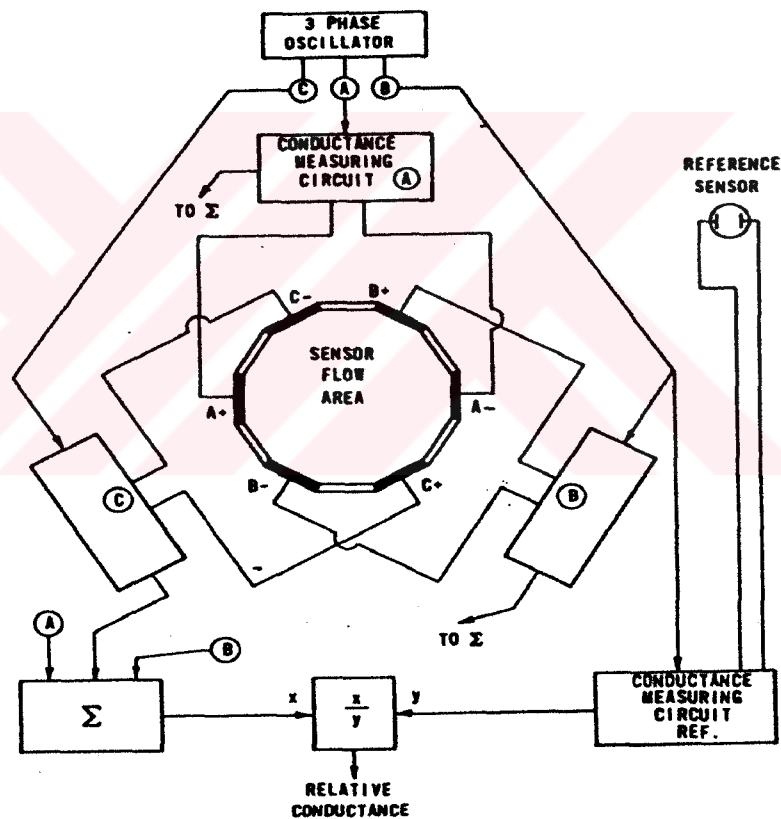 3 PHASE
OSCILLATOR
C A B
CONDUCTANCE
MEASURING
CIRCUIT A
TO Σ
REFERENCE
SENSOR
C- B+
SENSOR
FLOW
AREA
A+ A-
B- C+
C B
TO Σ
A
B
Σ
x
x
y
y
CONDUCTANCE
MEASURING
CIRCUIT
REF.
RELATIVE
CONDUCTANCE